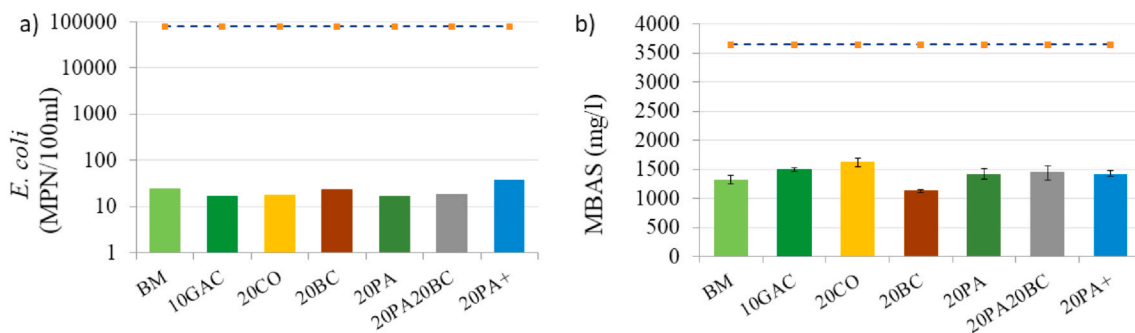 a)
100000
10000
1000
100
10
1
E. coli
(MPN/100ml)
BM
10GAC
20CO
20BC
20PA
20PA20BC
20PA+
b)
4000
3500
3000
2500
2000
1500
1000
500
0
MBAS (mg/l)
BM
10GAC
20CO
20BC
20PA
20PA20BC
20PA+